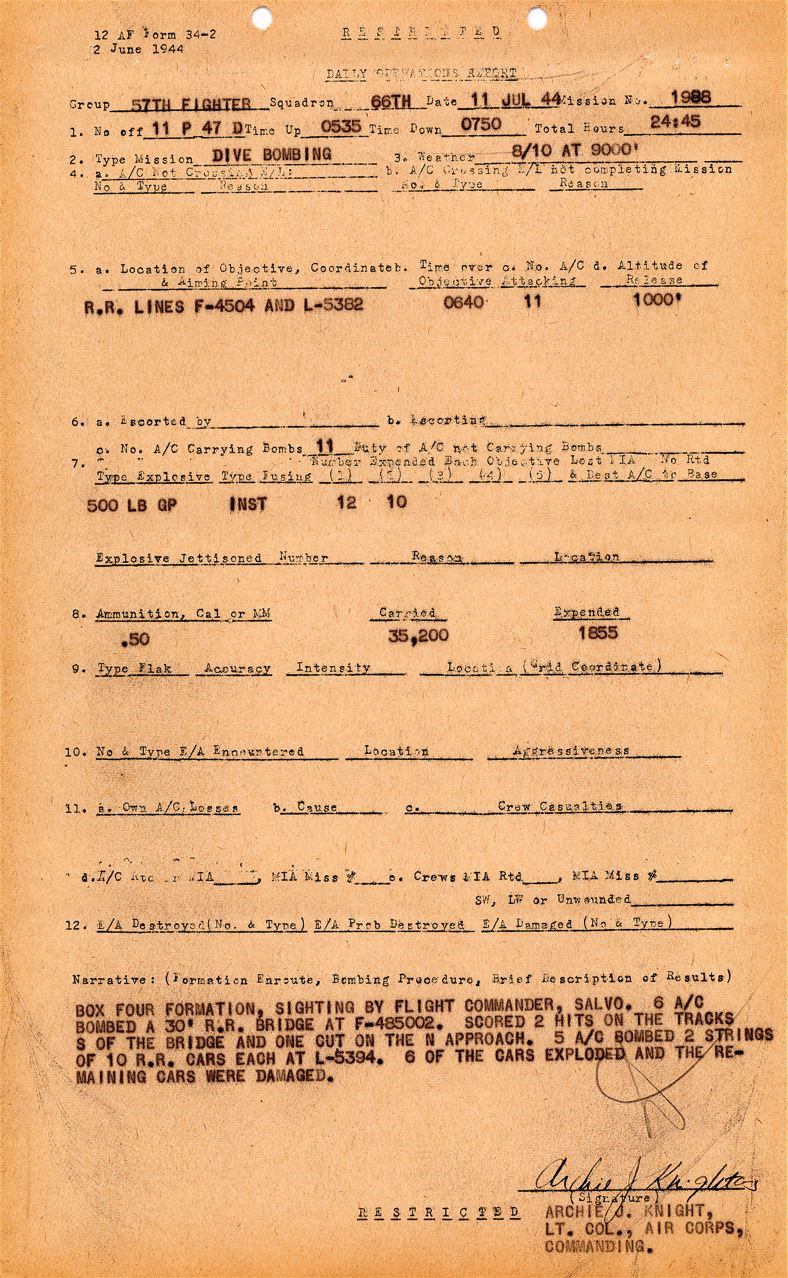 12 AF Form 34-2
2 June 1944
RESTRICTED
DAILY OPERATIONS REPORT
Group 57TH FIGHTER Squadron 66TH Date 11 JUL 44 Mission No. 1988
1. No off 11 P 47 D Time Up 0535 Time Down 0750 Total Hours 24:45
2. Type Mission DIVE BOMBING 3. Weather 8/10 AT 9000'
4. a. A/C Not Crossing E/L: b. A/C Crossing E/L not completing Mission
No & Type Reason No. & Type Reason
5. a. Location of Objective, Coordinate b. Time over c. No. A/C d. Altitude of
& Aiming Point Objective Attacking Release
R.R. LINES F-4504 AND L-5382 0640 11 1000'
6. a. Escorted by b. Escorting
c. No. A/C Carrying Bombs 11 Duty of A/C not Carrying Bombs
7. Number Expended Each Objective Lost MIA No Rtd
Type Explosive Type Fusing (1) (2) (3) (4) (5) & Dest A/C to Base
500 LB GP INST 12 10
Explosive Jettisoned Number Reason Location
8. Ammunition, Cal or MM Carried Expended
.50 35,200 1855
9. Type Flak Accuracy Intensity Location (Grid Coordinate)
10. No & Type E/A Encountered Location Aggressiveness
11. a. Own A/C Losses b. Cause c. Crew Casualties
d. A/C MIA, MIA Miss # e. Crews MIA Rtd, MIA Miss #
SW, LW or Unwounded
12. E/A Destroyed (No. & Type) E/A Prob Destroyed E/A Damaged (No & Type)
Narrative: (Formation Enroute, Bombing Procedure, Brief Description of Results)
BOX FOUR FORMATION, SIGHTING BY FLIGHT COMMANDER, SALVO. 6 A/C
BOMBED A 30' R.R. BRIDGE AT F-485002. SCORED 2 HITS ON THE TRACKS
S OF THE BRIDGE AND ONE CUT ON THE N APPROACH. 5 A/C BOMBED 2 STRINGS
OF 10 R.R. CARS EACH AT L-5394. 6 OF THE CARS EXPLODED AND THE RE-
MAINING CARS WERE DAMAGED.
Archie J Knight
(Signature)
RESTRICTED
ARCHIE J. KNIGHT,
LT. COL., AIR CORPS,
COMMANDING.